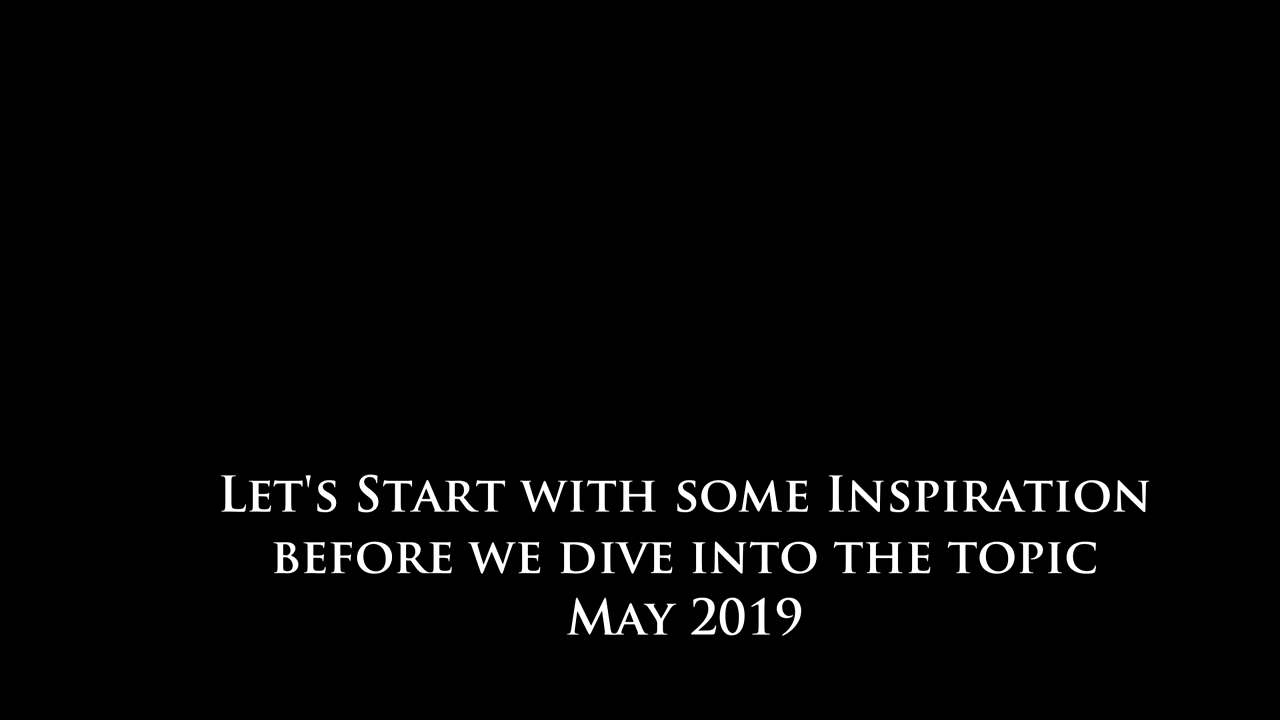 Let's Start with some Inspiration
before we dive into the topic
May 2019